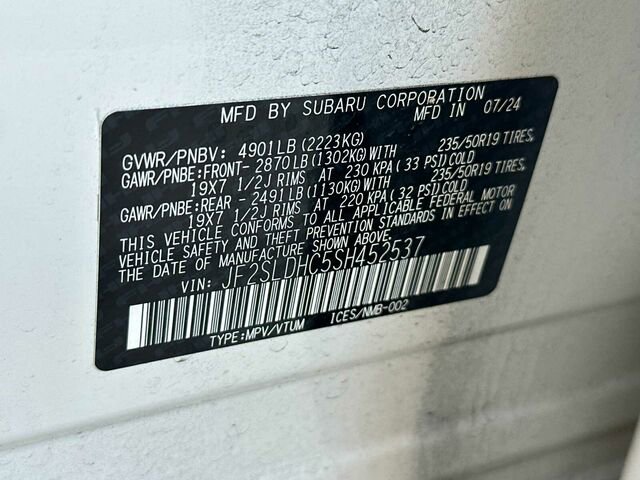 MFD BY SUBARU CORPORATION
MFD IN 07/24
GVWR/PNBV: 4901LB(2223KG)
GAWR/PNBE:FRONT- 2870LB(1302KG)WITH 235/50R19 TIRES,
19X7 1/2J RIMS AT 230 KPA(33 PSI)COLD
GAWR/PNBE:REAR - 2491LB(1130KG)WITH 235/50R19 TIRES,
19X7 1/2J RIMS AT 220 KPA(32 PSI)COLD
THIS VEHICLE CONFORMS TO ALL APPLICABLE FEDERAL MOTOR
VEHICLE SAFETY AND THEFT PREVENTION STANDARDS IN EFFECT ON
THE DATE OF MANUFACTURE SHOWN ABOVE.
VIN: JF2SLDHC5SH452537
TYPE:MPV/VTUM ICES/NMB-002